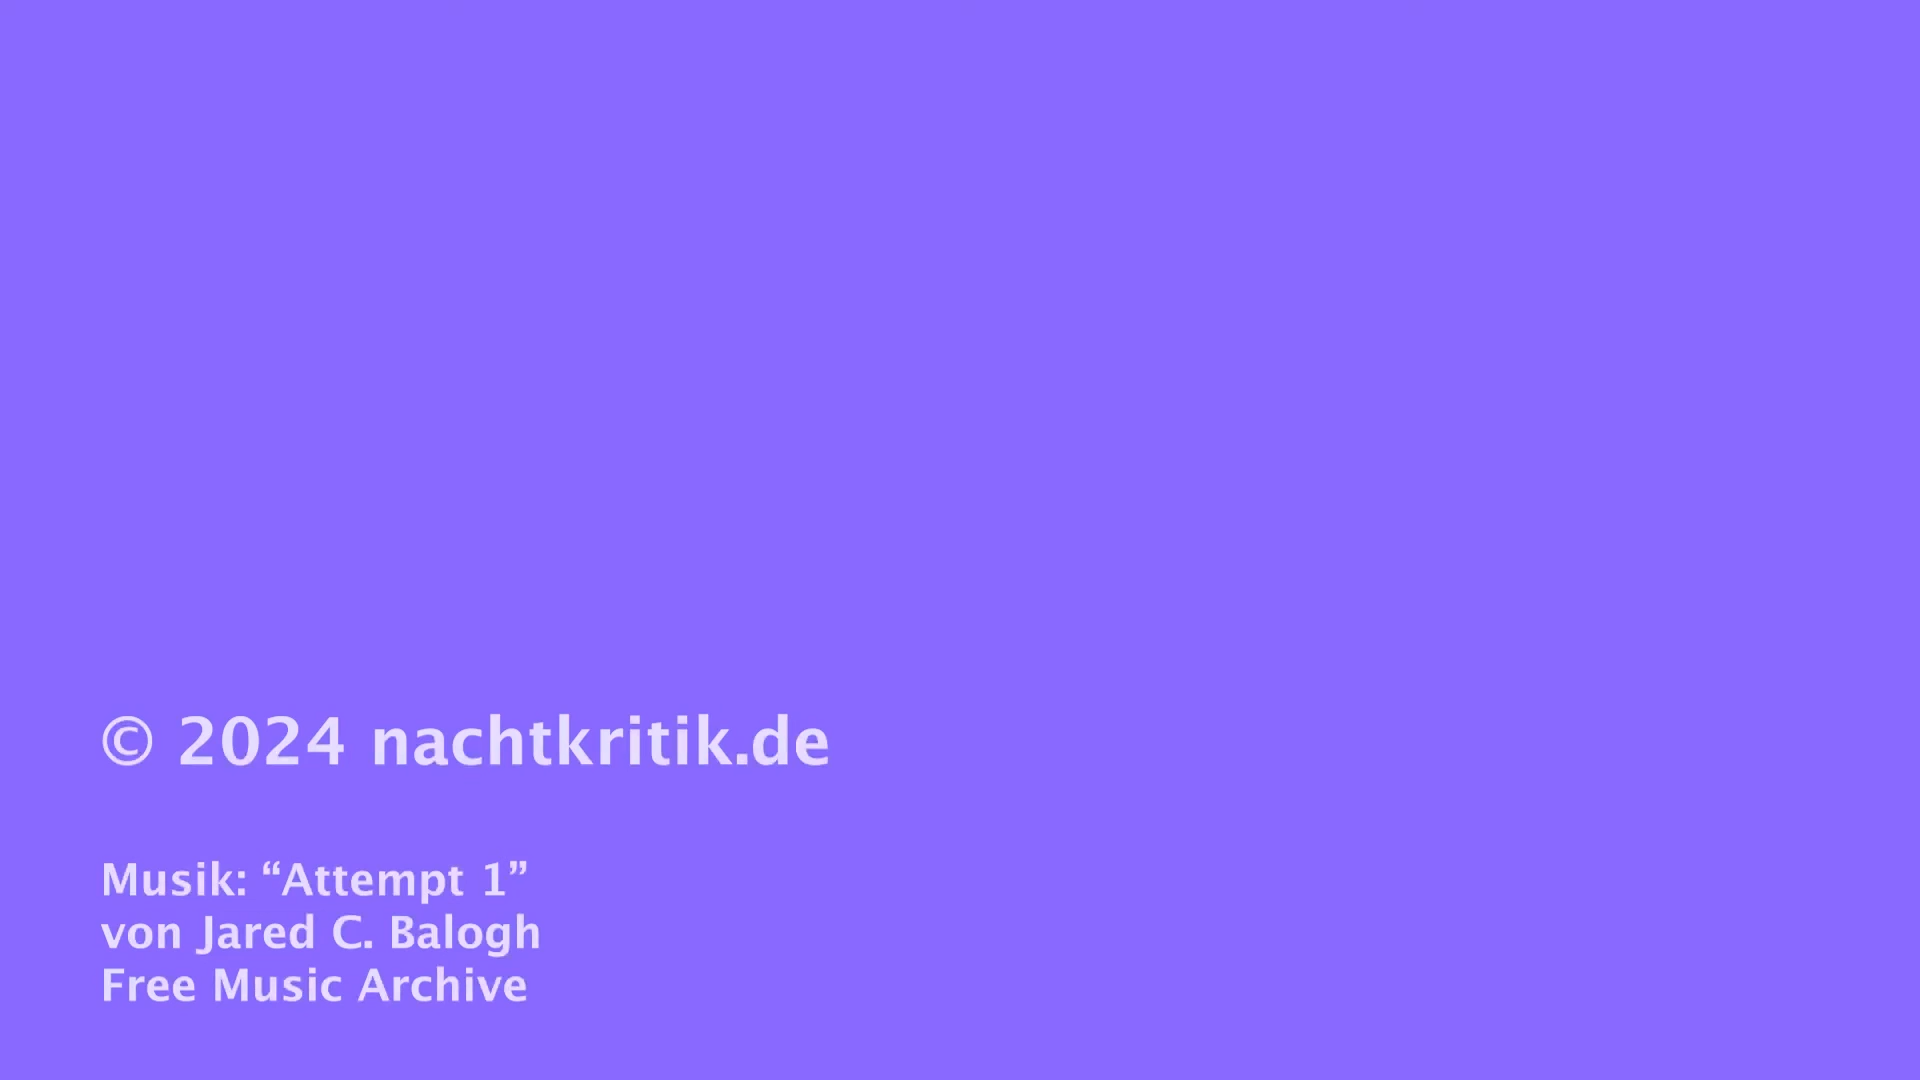 © 2024 nachtkritik.de
Musik: “Attempt 1”
von Jared C. Balogh
Free Music Archive